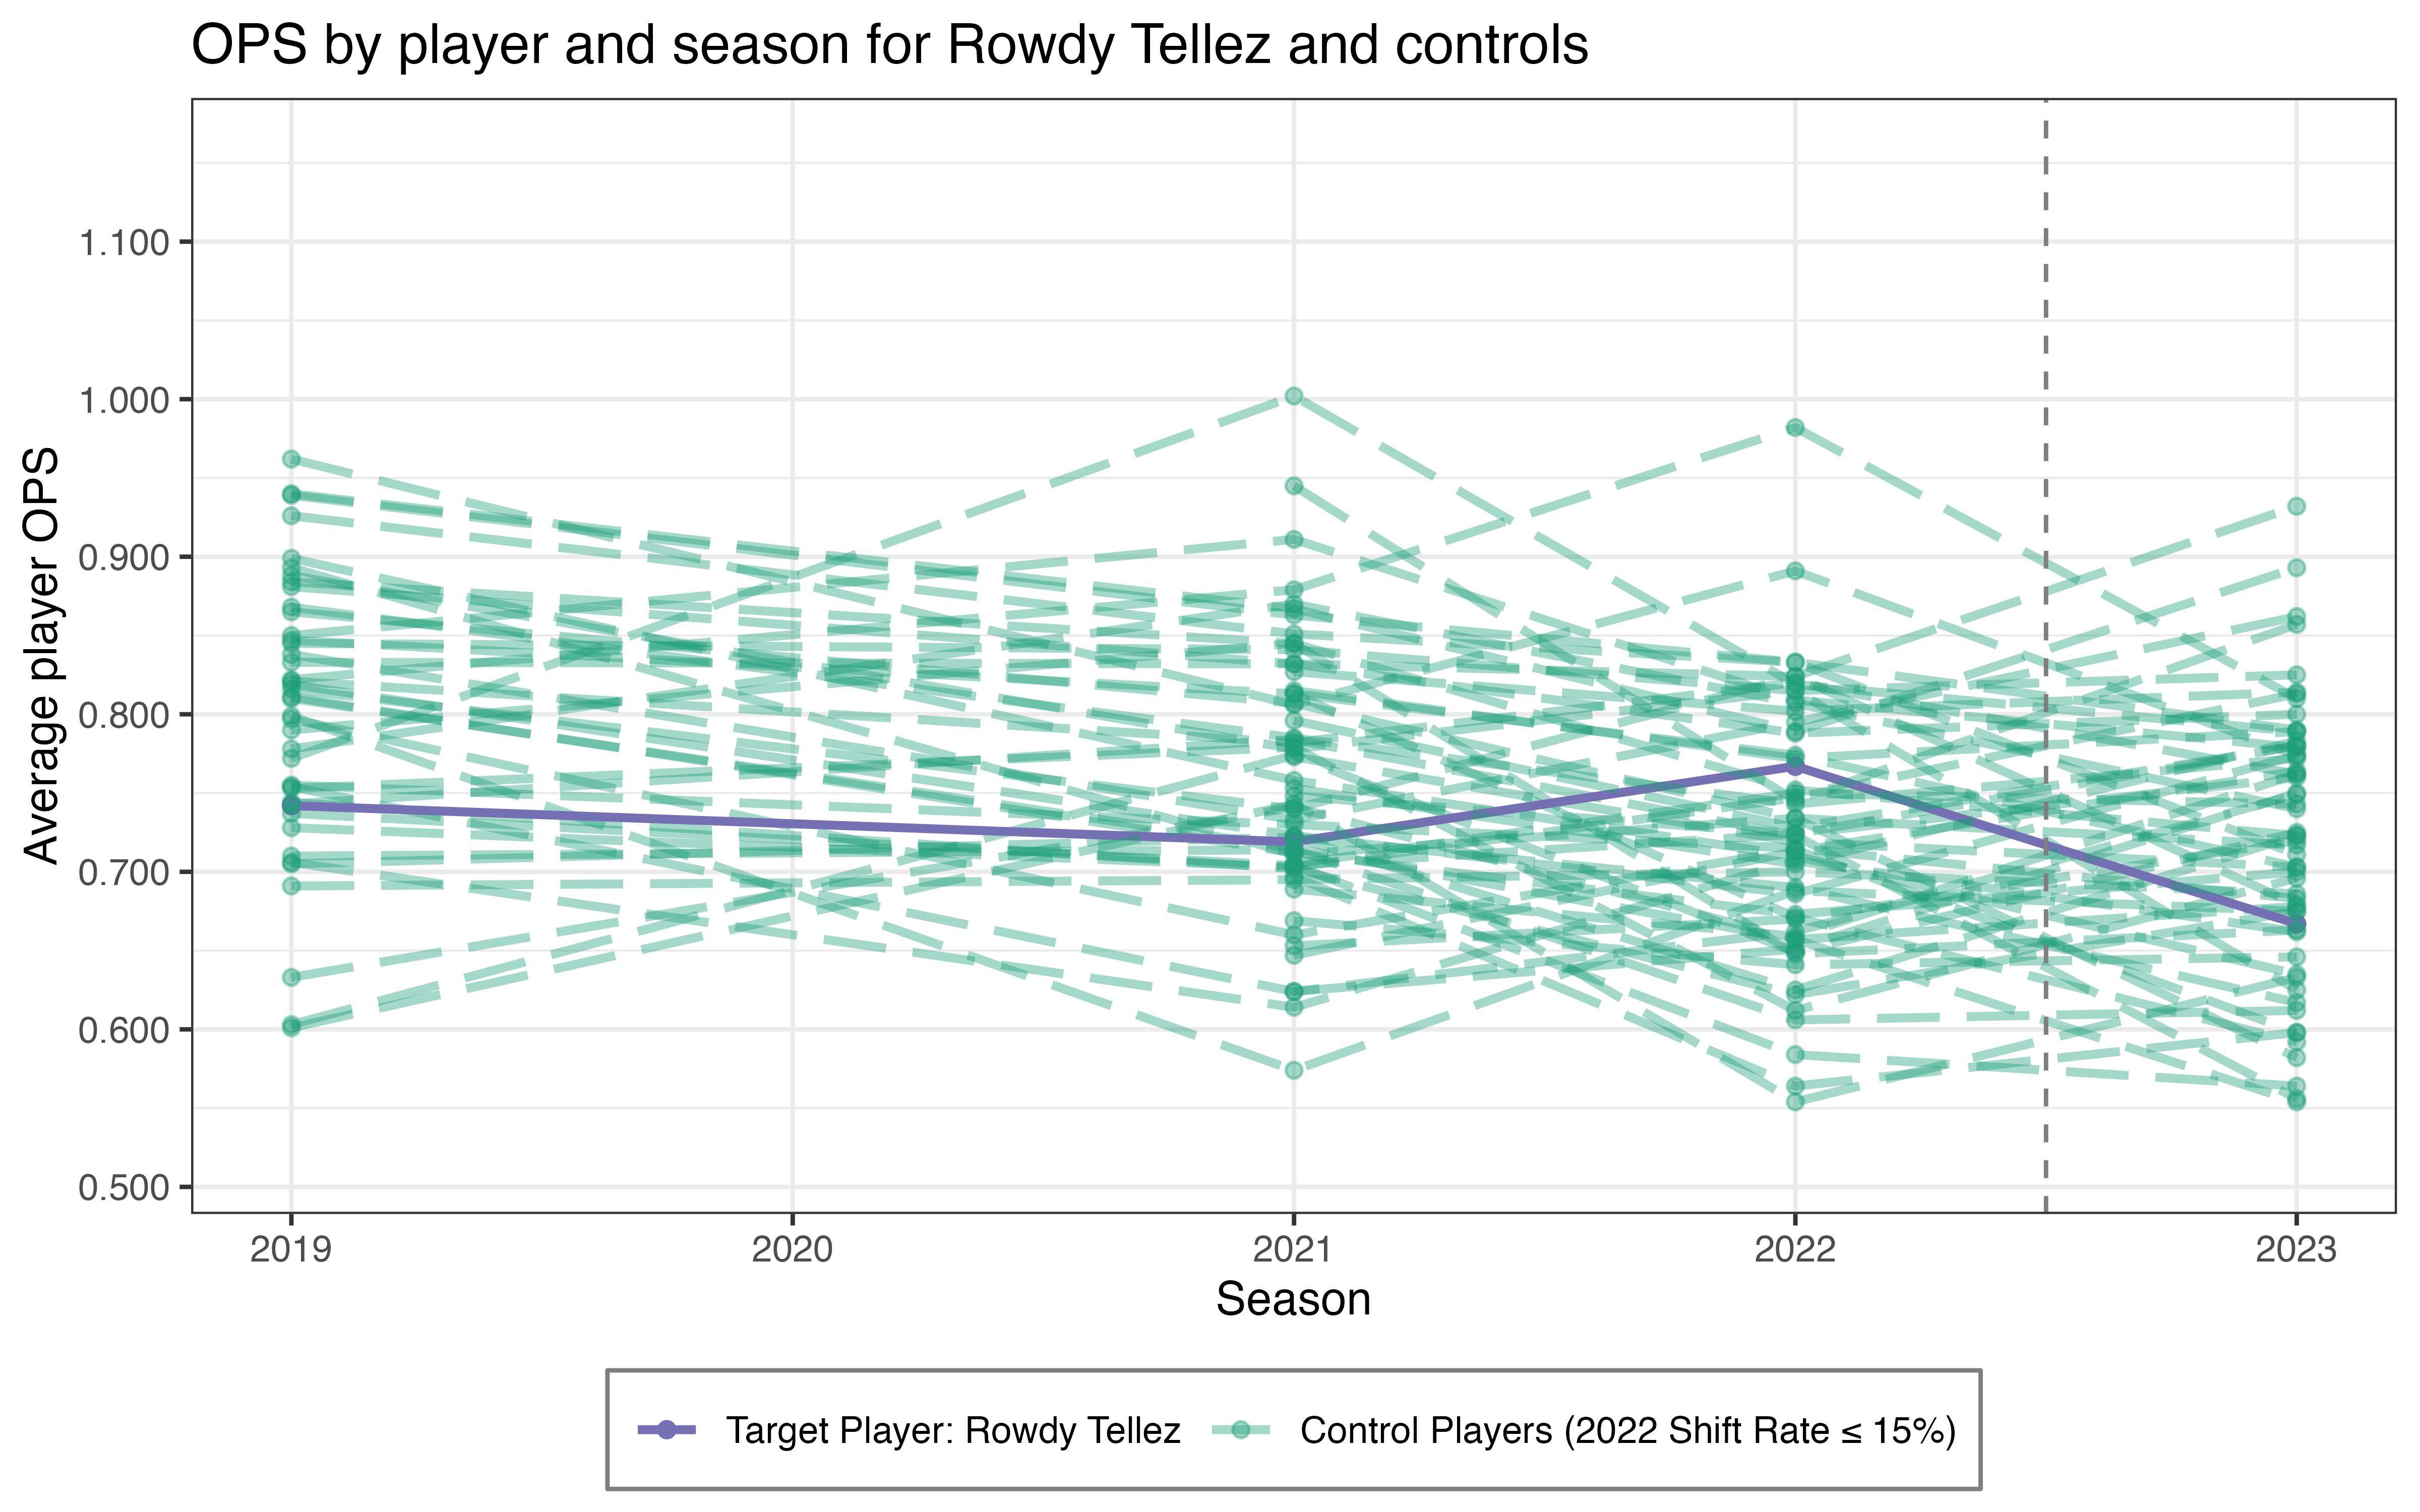 OPS by player and season for Rowdy Tellez and controls
Average player OPS
1.100
1.000
0.900
0.800
0.700
0.600
0.500
2019 2020 2021 2022 2023
Season
Target Player: Rowdy Tellez Control Players (2022 Shift Rate ≤ 15%)